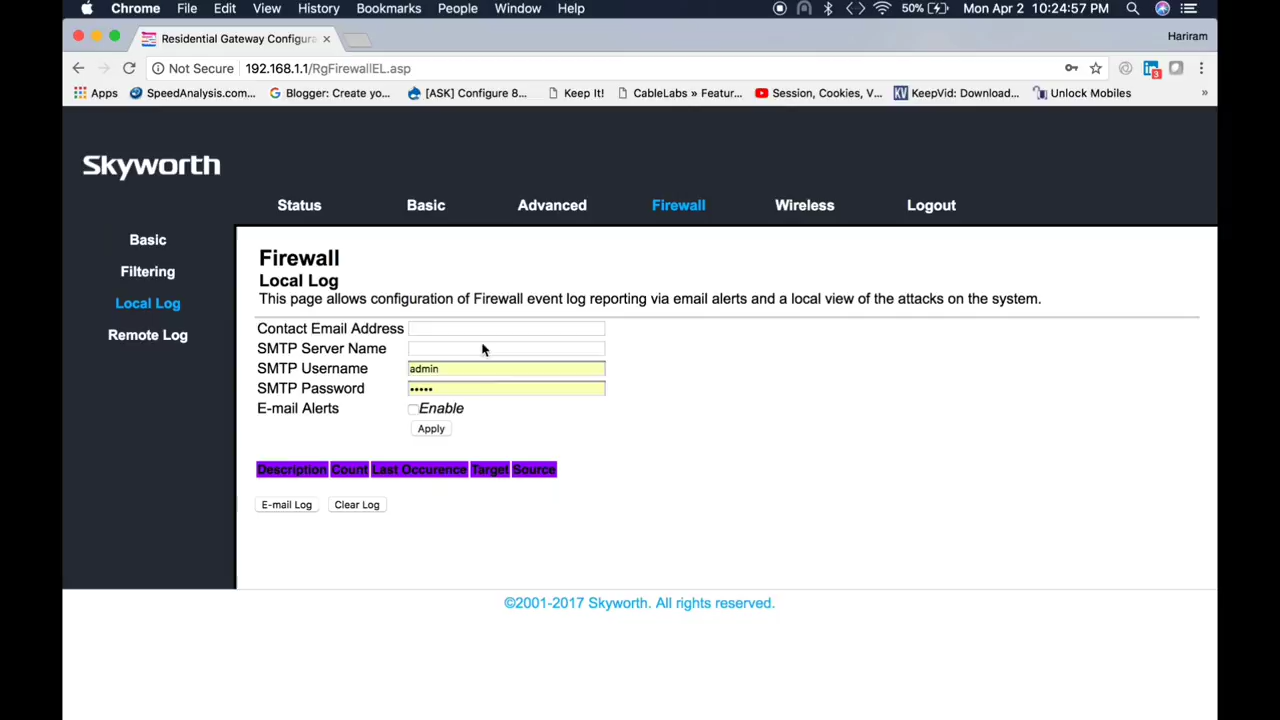 Chrome File Edit View History Bookmarks People Window Help 50% Mon Apr 2 10:24:57 PM
Residential Gateway Configura × Hariram
Not Secure 192.168.1.1/RgFirewallEL.asp 3
Apps SpeedAnalysis.com... Blogger: Create yo... [ASK] Configure 8... Keep It! CableLabs » Featur... Session, Cookies, V... KV KeepVid: Download... Unlock Mobiles »
Skyworth
Status Basic Advanced Firewall Wireless Logout
Basic
Filtering
Local Log
Remote Log
Firewall
Local Log
This page allows configuration of Firewall event log reporting via email alerts and a local view of the attacks on the system.
Contact Email Address
SMTP Server Name
SMTP Username admin
SMTP Password •••••
E-mail Alerts Enable
Apply
Description Count Last Occurence Target Source
E-mail Log Clear Log
©2001-2017 Skyworth. All rights reserved.